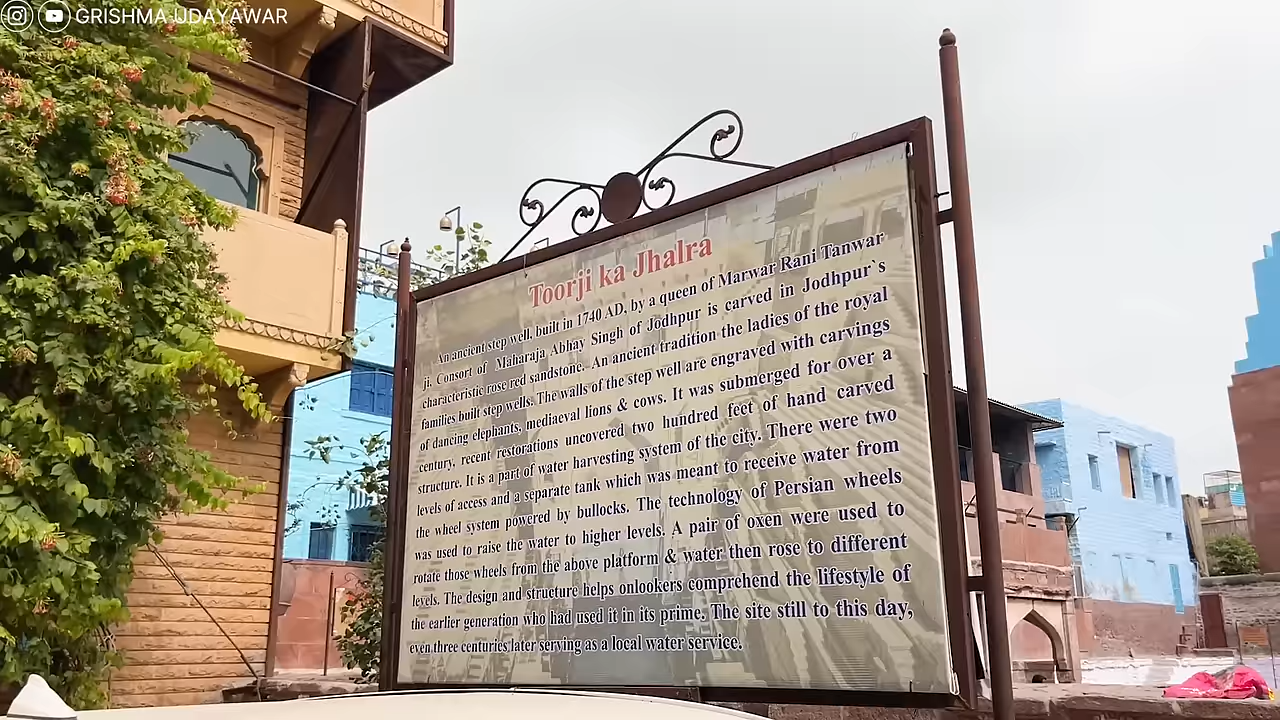 GRISHMA UDAYAWAR
Toorji ka Jhalra
An ancient step well, built in 1740 AD, by a queen of Marwar Rani Tanwar
ji. Consort of Maharaja Abhay Singh of Jodhpur is carved in Jodhpur`s
characteristic rose red sandstone. An ancient tradition the ladies of the royal
families built step wells. The walls of the step well are engraved with carvings
of dancing elephants, mediaeval lions & cows. It was submerged for over a
century, recent restorations uncovered two hundred feet of hand carved
structure. It is a part of water harvesting system of the city. There were two
levels of access and a separate tank which was meant to receive water from
the wheel system powered by bullocks. The technology of Persian wheels
was used to raise the water to higher levels. A pair of oxen were used to
rotate those wheels from the above platform & water then rose to different
levels. The design and structure helps onlookers comprehend the lifestyle of
the earlier generation who had used it in its prime. The site still to this day,
even three centuries later serving as a local water service.